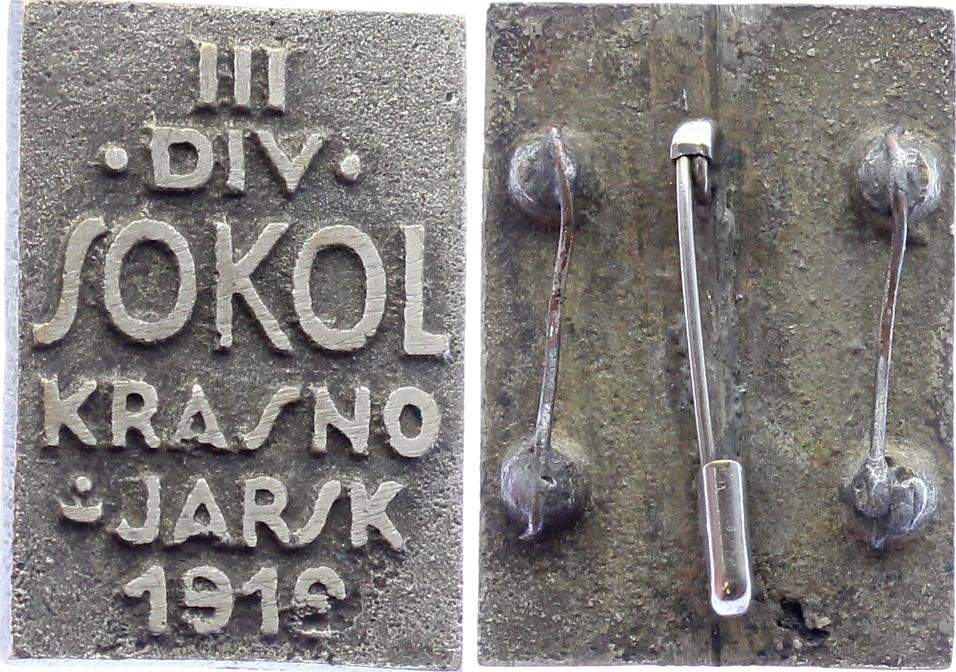 III
· DIV ·
SOKOL
KRASNO
JARSK
1919